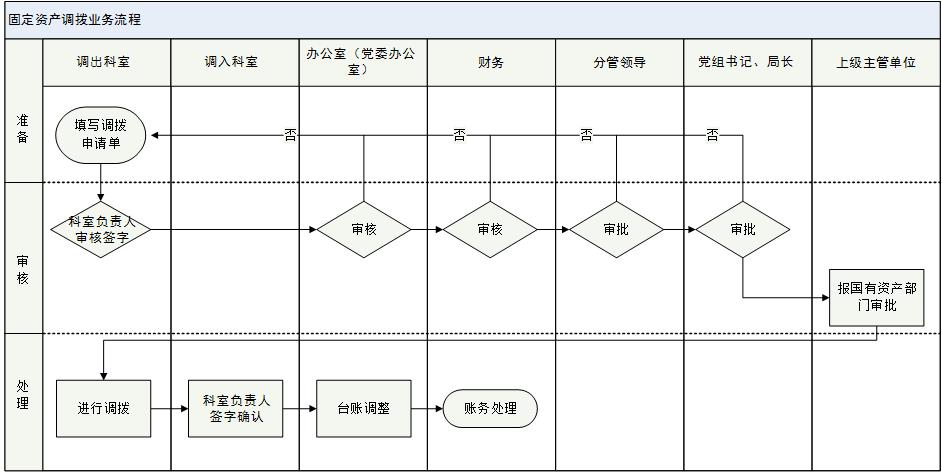 固定资产调拨业务流程
调出科室
调入科室
办公室（党委办公
室）
财务
分管领导
党组书记、局长
上级主管单位
准
备
填写调拨
申请单
否
否
否
否
审
核
科室负责人
审核签字
审核
审核
审批
审批
报国有资产部
门审批
处
理
进行调拨
科室负责人
签字确认
台账调整
账务处理